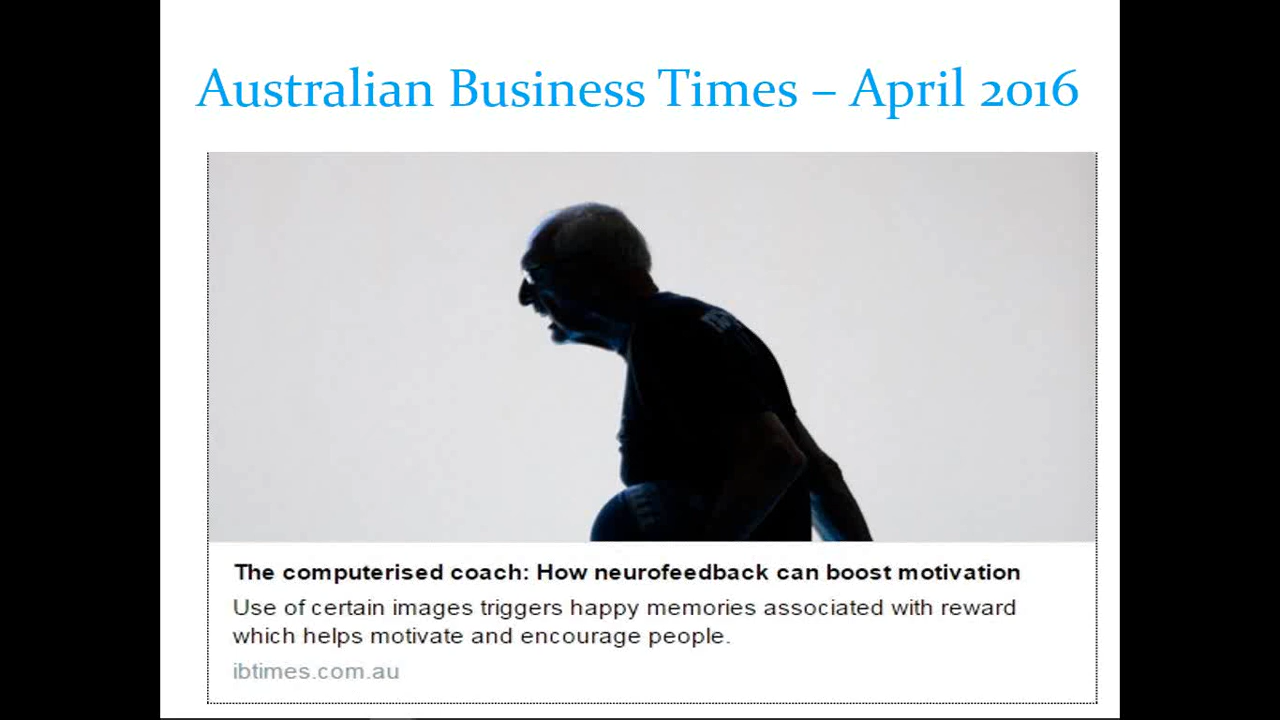 Australian Business Times – April 2016
The computerised coach: How neurofeedback can boost motivation
Use of certain images triggers happy memories associated with reward
which helps motivate and encourage people.
ibtimes.com.au